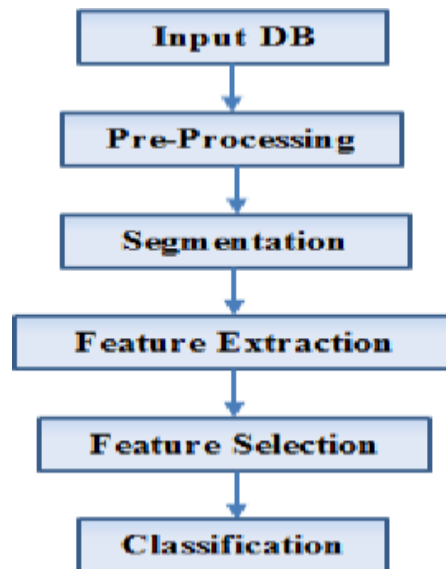 Input DB
Pre-Processing
Segmentation
Feature Extraction
Feature Selection
Classification